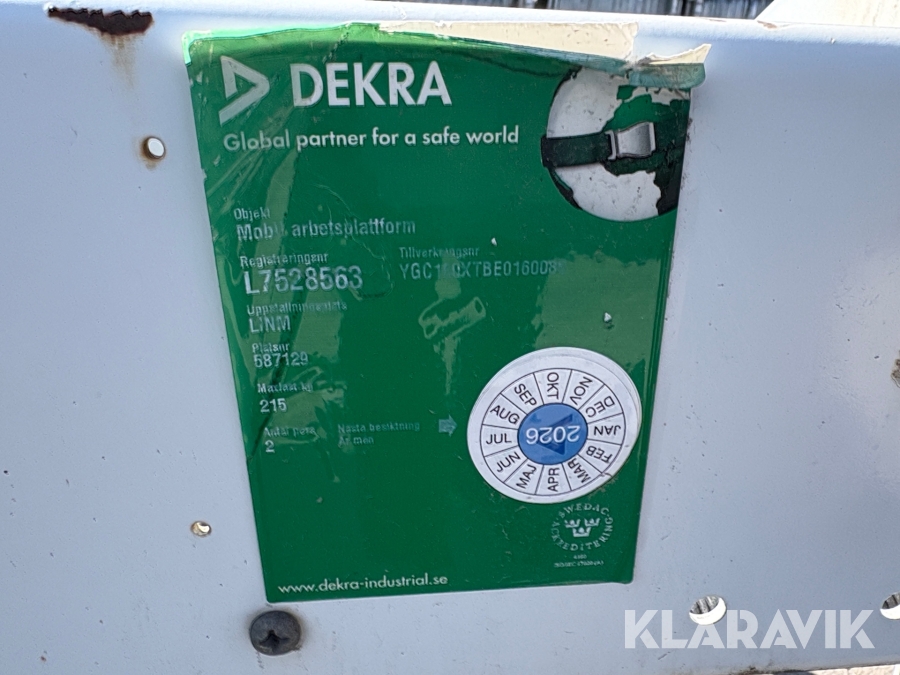 DEKRA
Global partner for a safe world
Objekt
Mobil arbetsplattform
Registreringsnr
L7528563
Tillverkningsnr
Uppställningsplats
LINM
Platsnr
587129
Maxlast kg
215
Antal pers
2
Nästa besiktning
År mån
JAN
FEB
MAR
APR
MAJ
JUN
JUL
AUG
SEP
OKT
NOV
DEC
2026
SWEDAC
ACKREDITERING
www.dekra-industrial.se
KLARAVIK